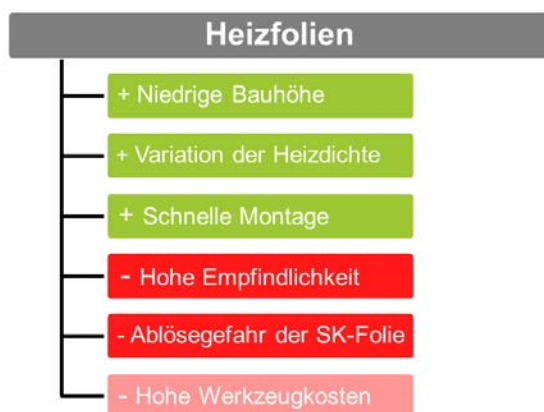 Heizfolien
+ Niedrige Bauhöhe
+ Variation der Heizdichte
+ Schnelle Montage
- Hohe Empfindlichkeit
- Ablösegefahr der SK-Folie
- Hohe Werkzeugkosten